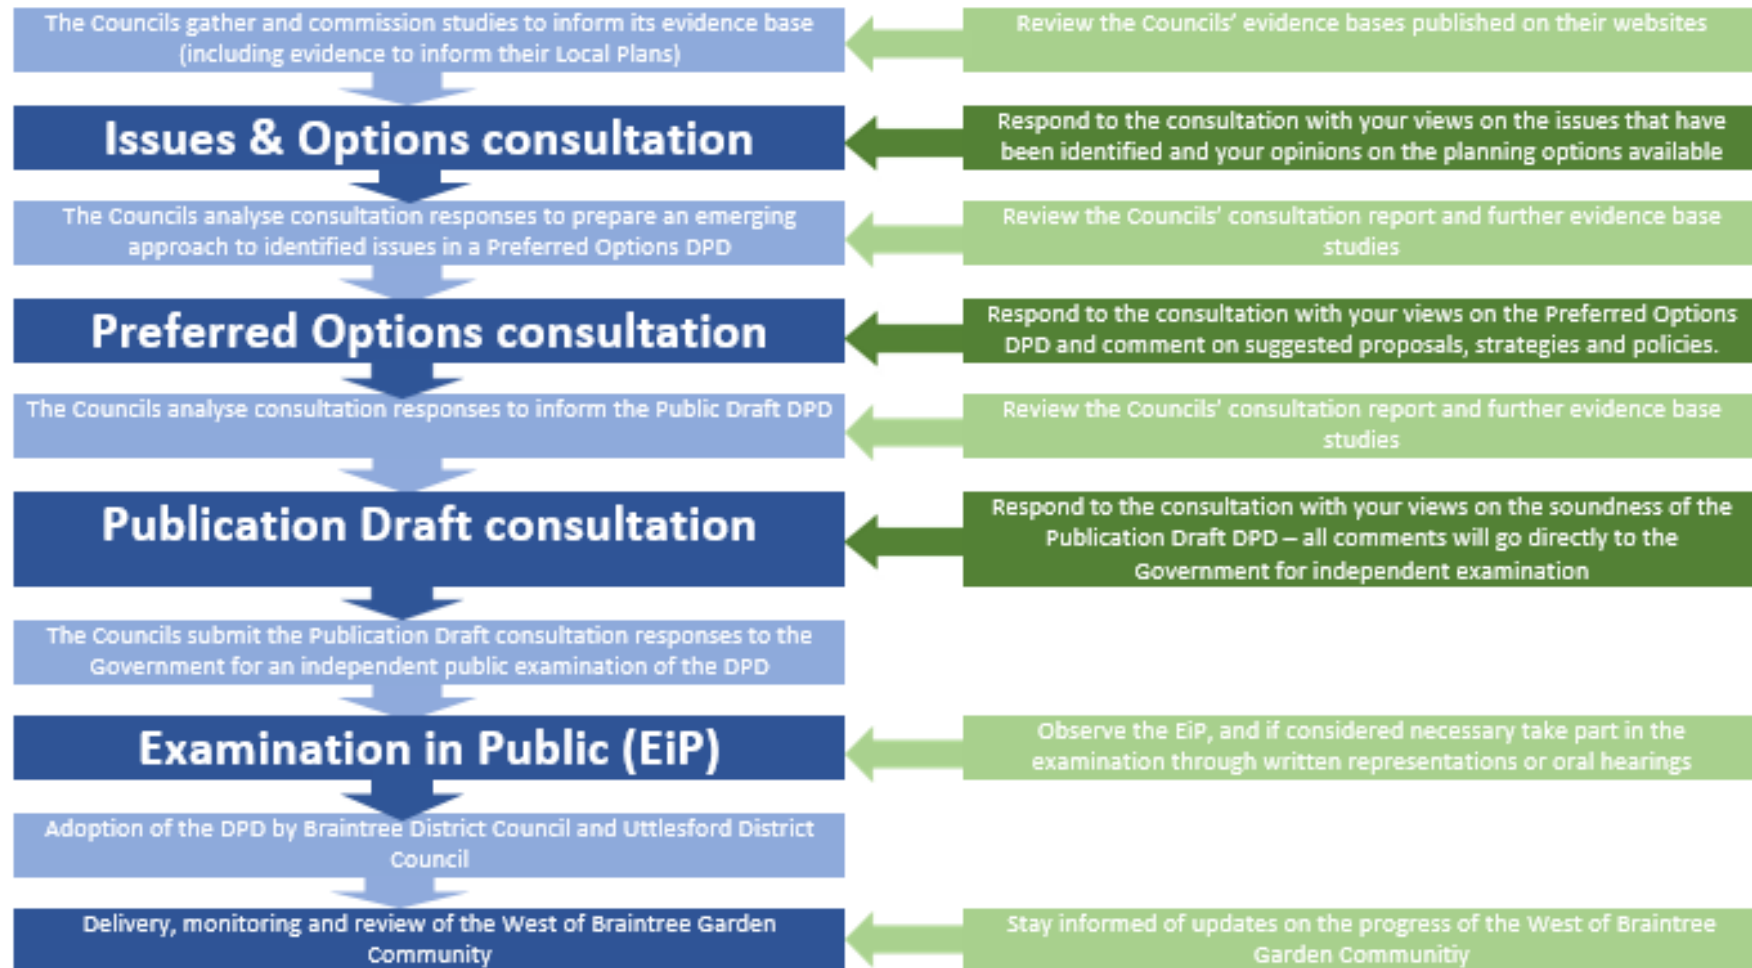 The Councils gather and commission studies to inform its evidence base
(including evidence to inform their Local Plans)
Review the Councils' evidence bases published on their websites
Issues & Options consultation
Respond to the consultation with your views on the issues that have
been identified and your opinions on the planning options available
The Councils analyse consultation responses to prepare an emerging
approach to identified issues in a Preferred Options DPD
Review the Councils' consultation report and further evidence base
studies
Preferred Options consultation
Respond to the consultation with your views on the Preferred Options
DPD and comment on suggested proposals, strategies and policies.
The Councils analyse consultation responses to inform the Public Draft DPD
Review the Councils' consultation report and further evidence base
studies
Publication Draft consultation
Respond to the consultation with your views on the soundness of the
Publication Draft DPD – all comments will go directly to the
Government for independent examination
The Councils submit the Publication Draft consultation responses to the
Government for an independent public examination of the DPD
Examination in Public (EiP)
Observe the EiP, and if considered necessary take part in the
examination through written representations or oral hearings
Adoption of the DPD by Braintree District Council and Uttlesford District
Council
Delivery, monitoring and review of the West of Braintree Garden
Community
Stay informed of updates on the progress of the West of Braintree
Garden Communitiy